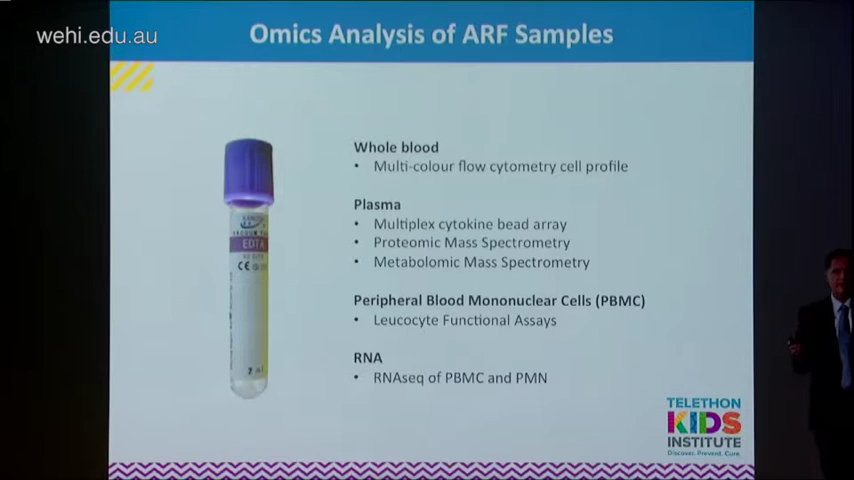 wehi.edu.au
Omics Analysis of ARF Samples
Whole blood
• Multi-colour flow cytometry cell profile
Plasma
• Multiplex cytokine bead array
• Proteomic Mass Spectrometry
• Metabolomic Mass Spectrometry
Peripheral Blood Mononuclear Cells (PBMC)
• Leucocyte Functional Assays
RNA
• RNAseq of PBMC and PMN
EDTA
CE
TELETHON
KIDS
INSTITUTE
Discover. Prevent. Cure.